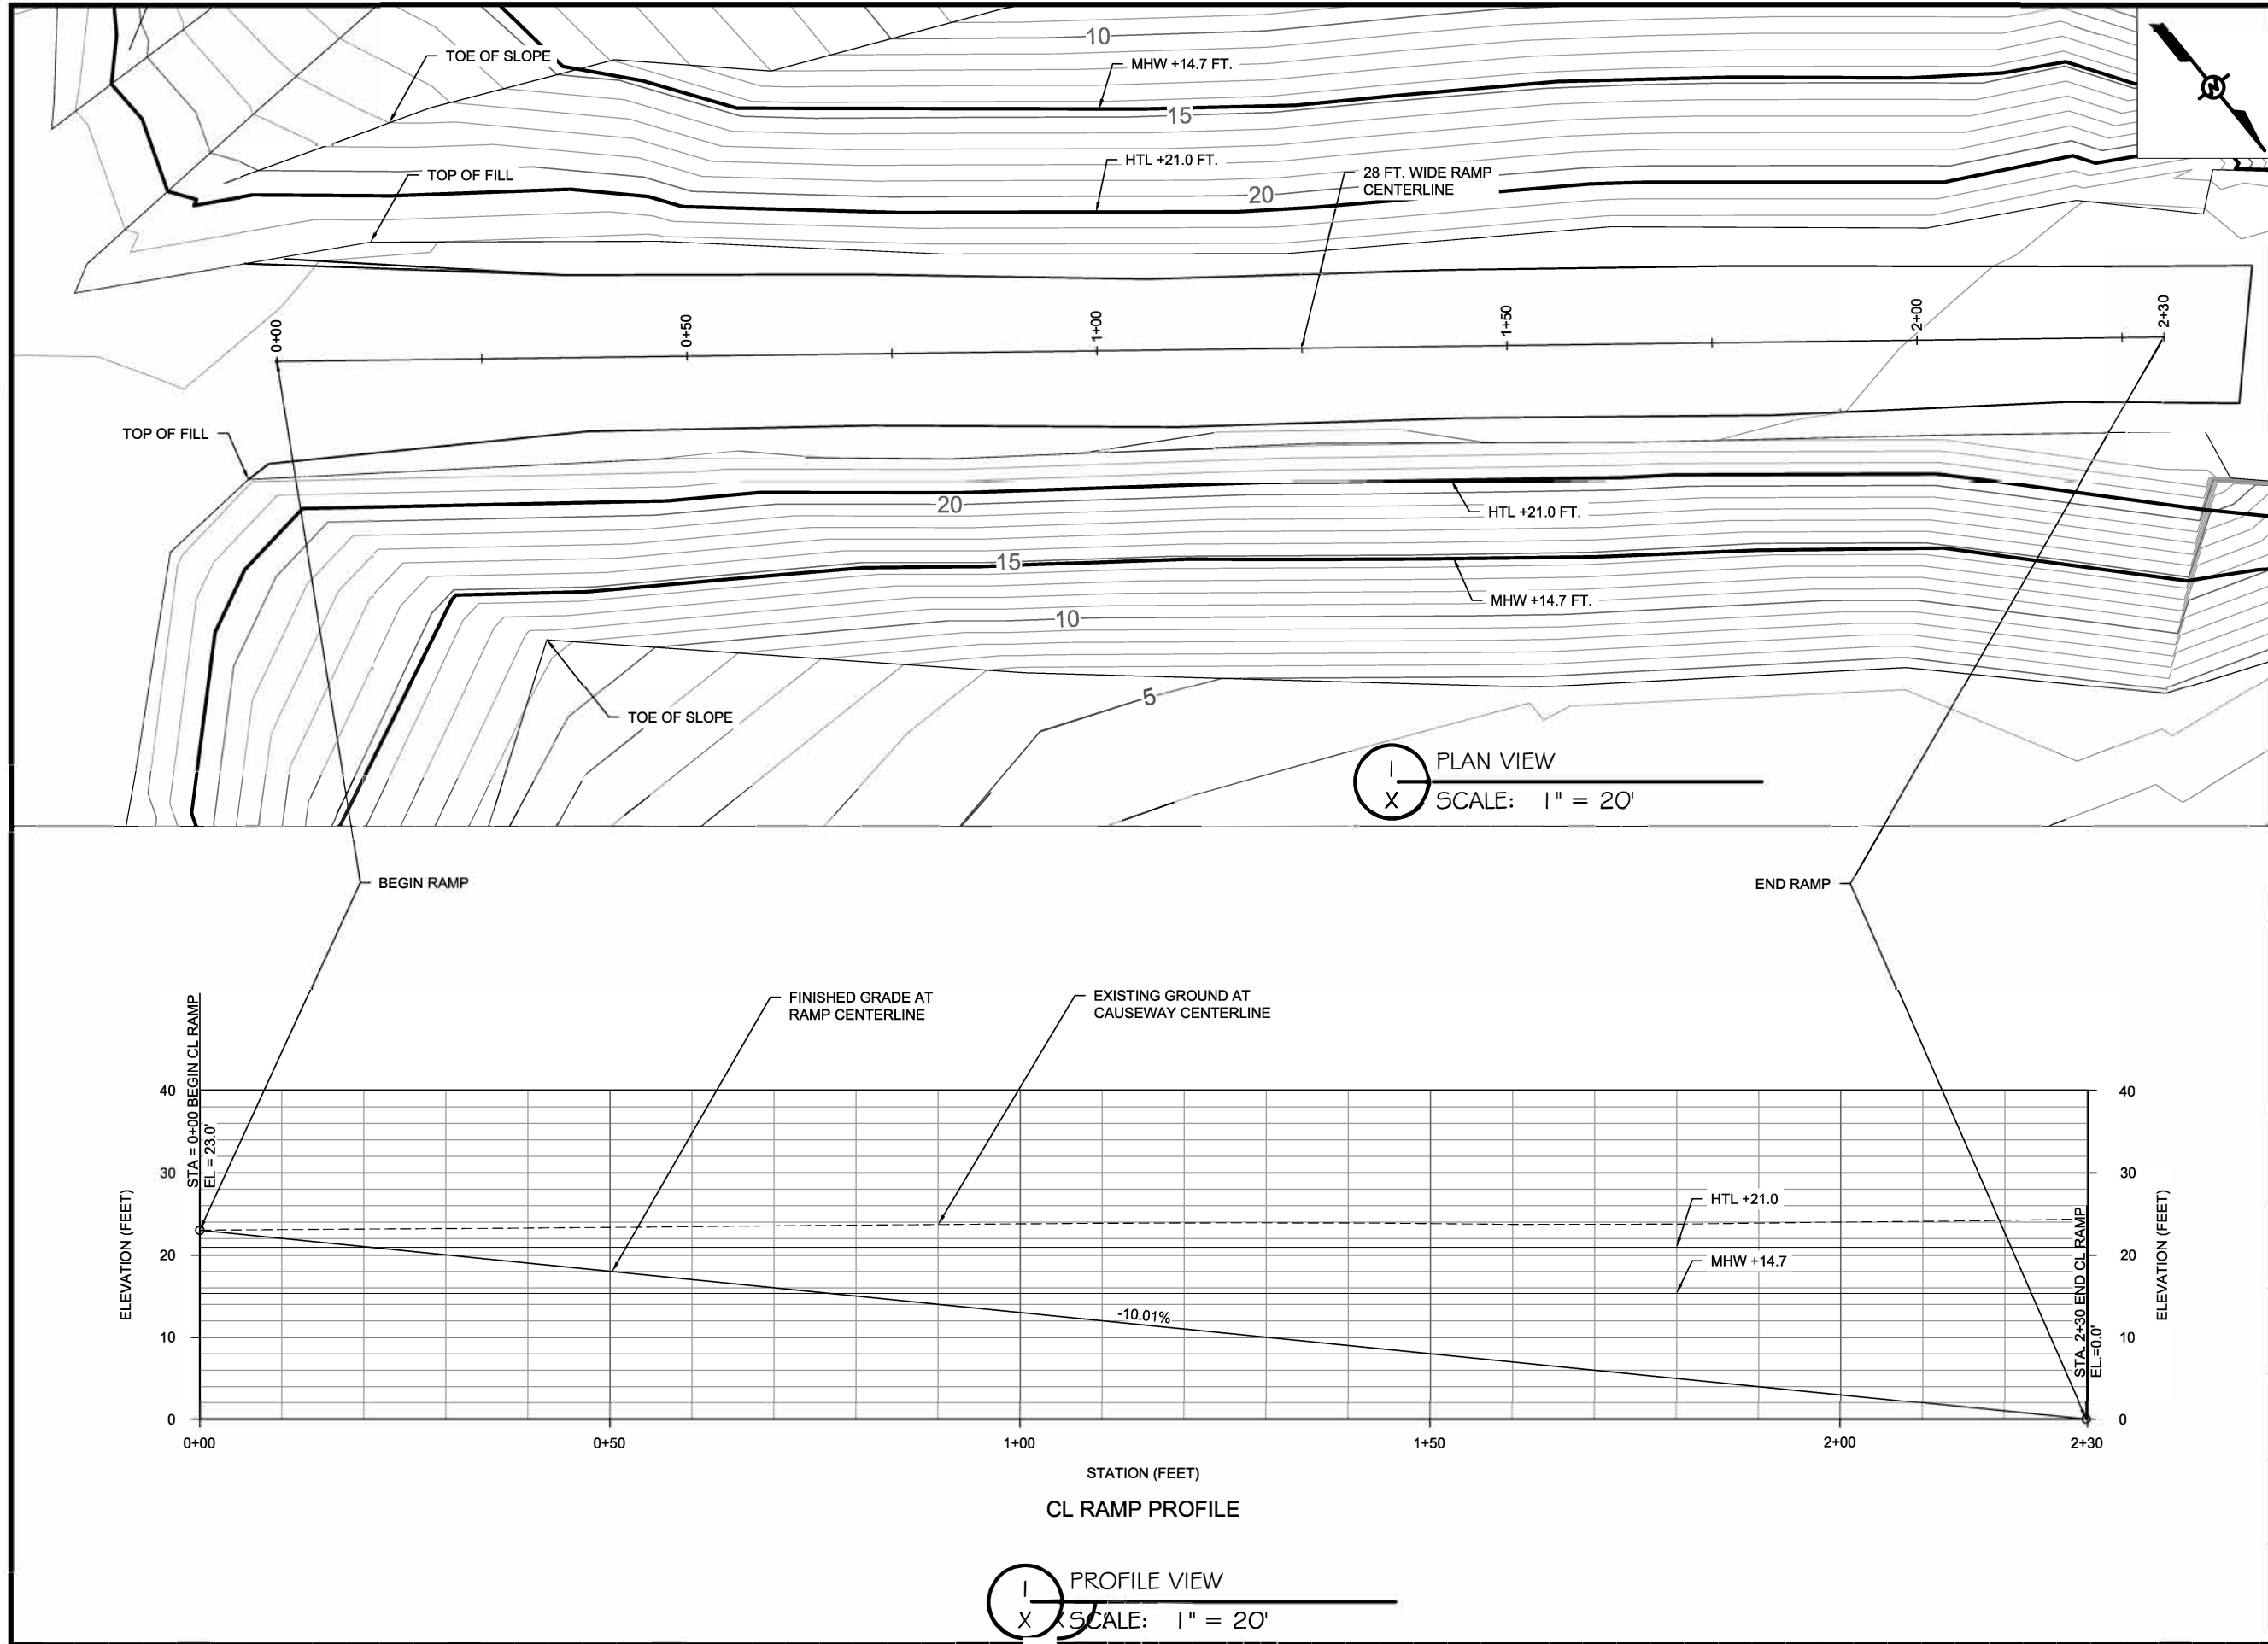 10
TOE OF SLOPE
MHW +14.7 FT.
15
HTL +21.0 FT.
TOP OF FILL
28 FT. WIDE RAMP
CENTERLINE
20
N
0+00
0+50
1+00
1+50
2+00
2+30
TOP OF FILL
20
HTL +21.0 FT.
15
MHW +14.7 FT.
10
5
TOE OF SLOPE
1
X
PLAN VIEW
SCALE: 1" = 20'
BEGIN RAMP
END RAMP
FINISHED GRADE AT
RAMP CENTERLINE
EXISTING GROUND AT
CAUSEWAY CENTERLINE
STA = 0+00 BEGIN CL RAMP
EL = 23.0'
40
30
20
10
0
ELEVATION (FEET)
HTL +21.0
MHW +14.7
-10.01%
STA. 2+30 END CL RAMP
EL.=0.0'
40
30
20
10
0
ELEVATION (FEET)
0+00
0+50
1+00
1+50
2+00
2+30
STATION (FEET)
CL RAMP PROFILE
1
X
X
PROFILE VIEW
SCALE: 1" = 20'